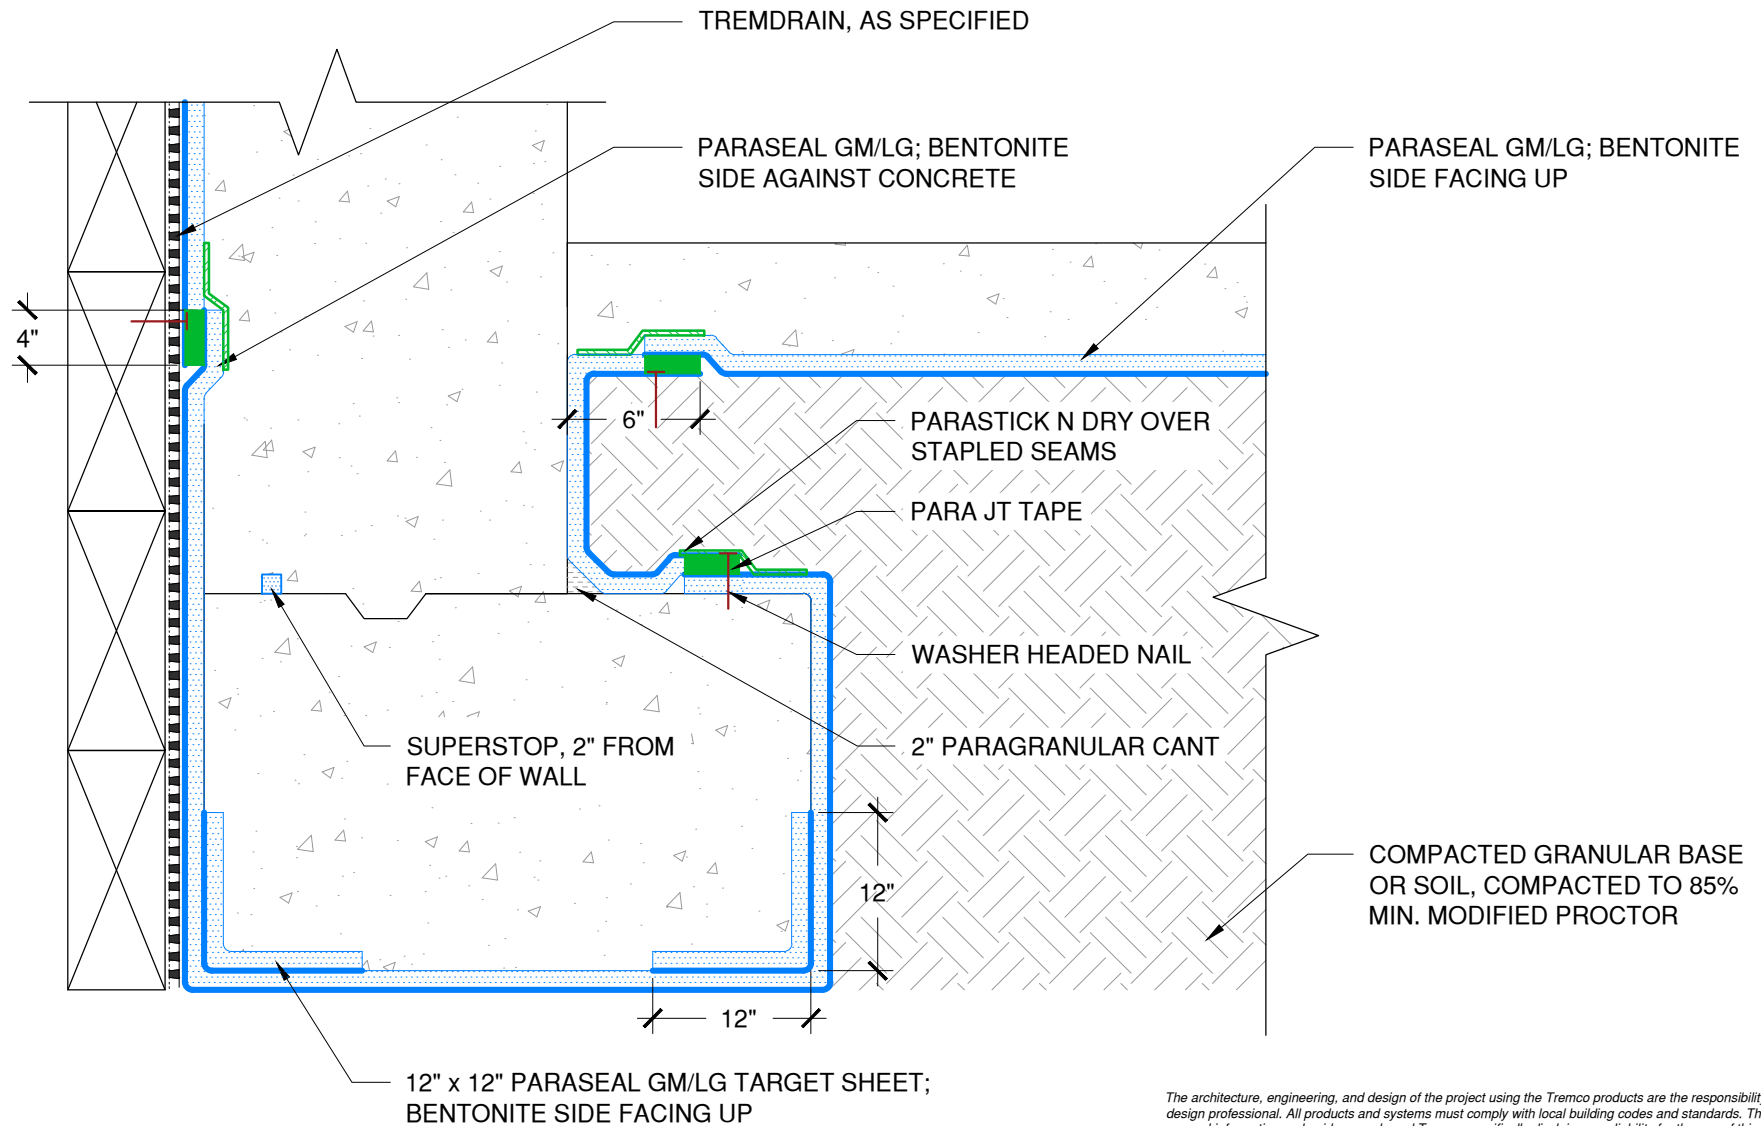 TREMDRAIN, AS SPECIFIED
PARASEAL GM/LG; BENTONITE
SIDE AGAINST CONCRETE
PARASEAL GM/LG; BENTONITE
SIDE FACING UP
4"
6"
PARASTICK N DRY OVER
STAPLED SEAMS
PARA JT TAPE
WASHER HEADED NAIL
SUPERSTOP, 2" FROM
FACE OF WALL
2" PARAGRANULAR CANT
12"
COMPACTED GRANULAR BASE
OR SOIL, COMPACTED TO 85%
MIN. MODIFIED PROCTOR
12"
12" x 12" PARASEAL GM/LG TARGET SHEET;
BENTONITE SIDE FACING UP
The architecture, engineering, and design of the project using the Tremco products are the responsibility
design professional. All products and systems must comply with local building codes and standards. Th